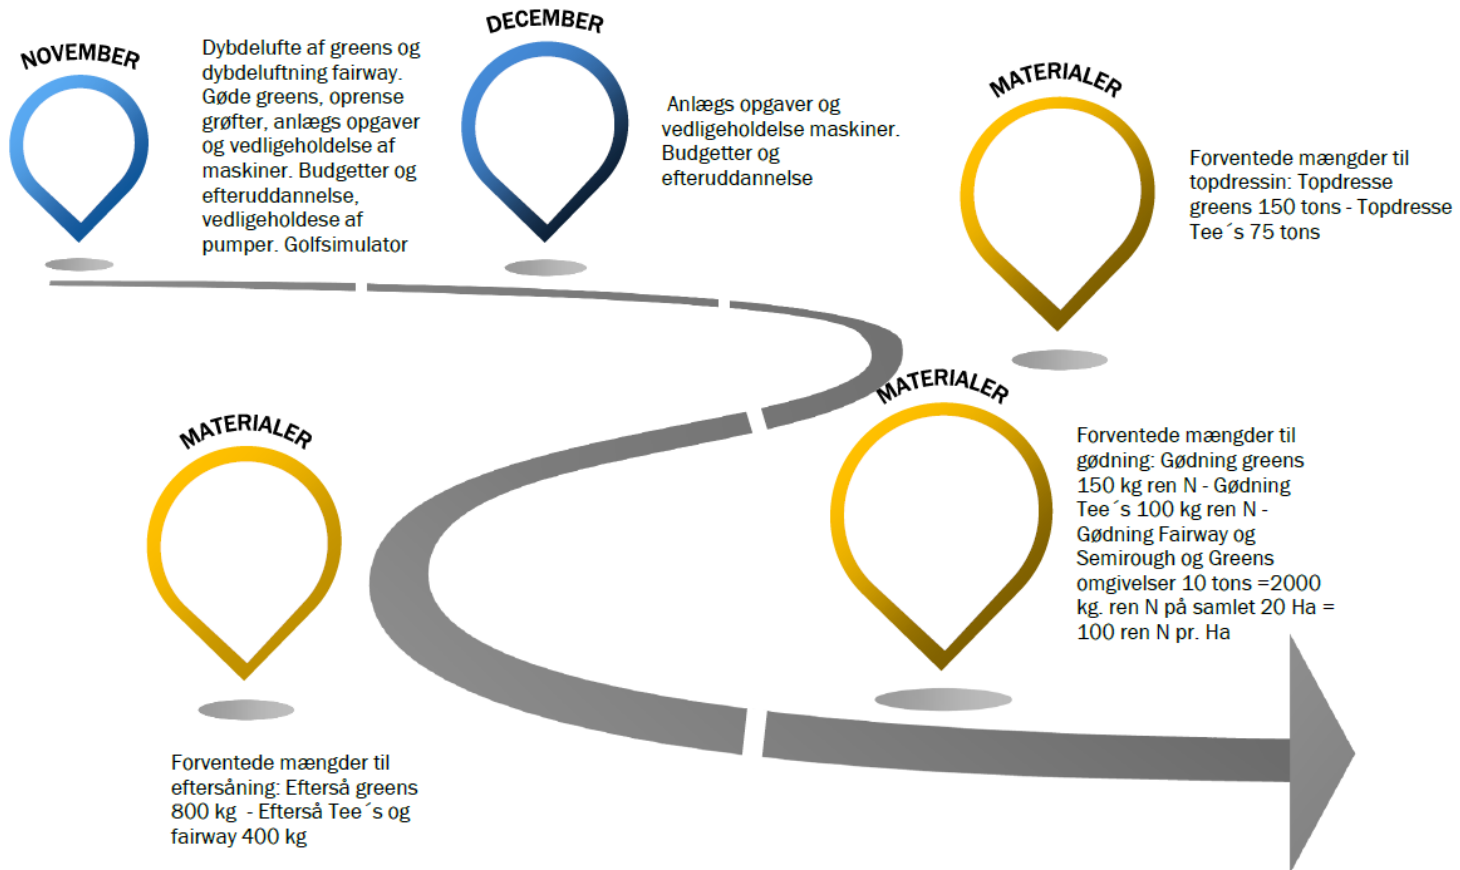 NOVEMBER
Dybdelufte af greens og
dybdeluftning fairway.
Gøde greens, oprense
grøfter, anlægs opgaver
og vedligeholdelse af
maskiner. Budgetter og
efteruddannelse,
vedligeholdese af
pumper. Golfsimulator
DECEMBER
Anlægs opgaver og
vedligeholdelse maskiner.
Budgetter og
efteruddannelse
MATERIALER
Forventede mængder til
topdressin: Topdresse
greens 150 tons - Topdresse
Tee´s 75 tons
MATERIALER
Forventede mængder til
gødning: Gødning greens
150 kg ren N - Gødning
Tee´s 100 kg ren N -
Gødning Fairway og
Semirough og Greens
omgivelser 10 tons =2000
kg. ren N på samlet 20 Ha =
100 ren N pr. Ha
MATERIALER
Forventede mængder til
eftersåning: Efterså greens
800 kg  - Efterså Tee´s og
fairway 400 kg